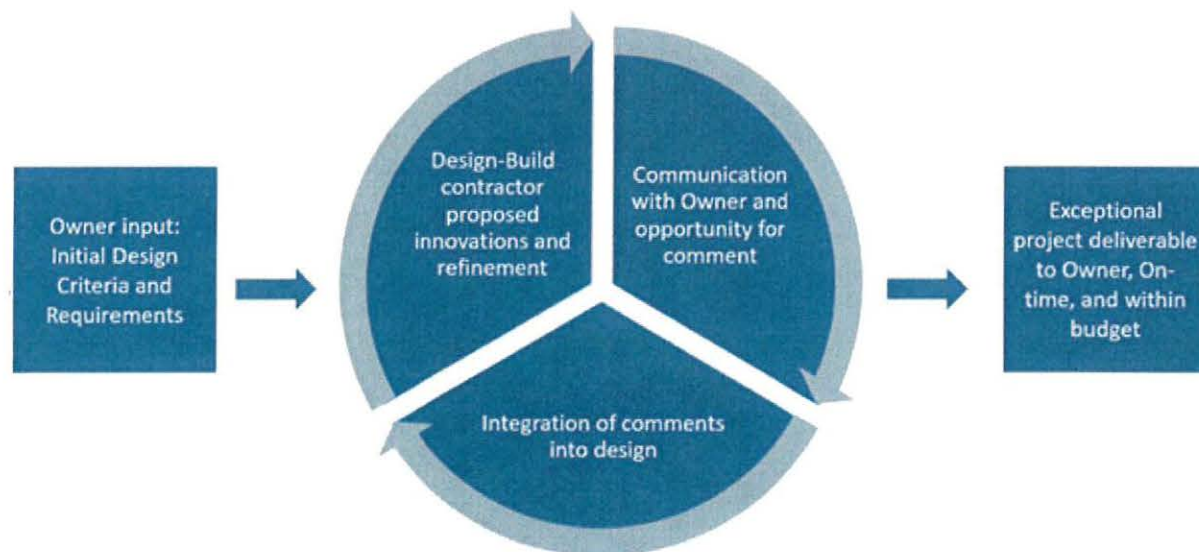 Owner input:
Initial Design
Criteria and
Requirements
Design-Build
contractor
proposed
innovations and
refinement
Communication
with Owner and
opportunity for
comment
Integration of comments
into design
Exceptional
project deliverable
to Owner, On-
time, and within
budget